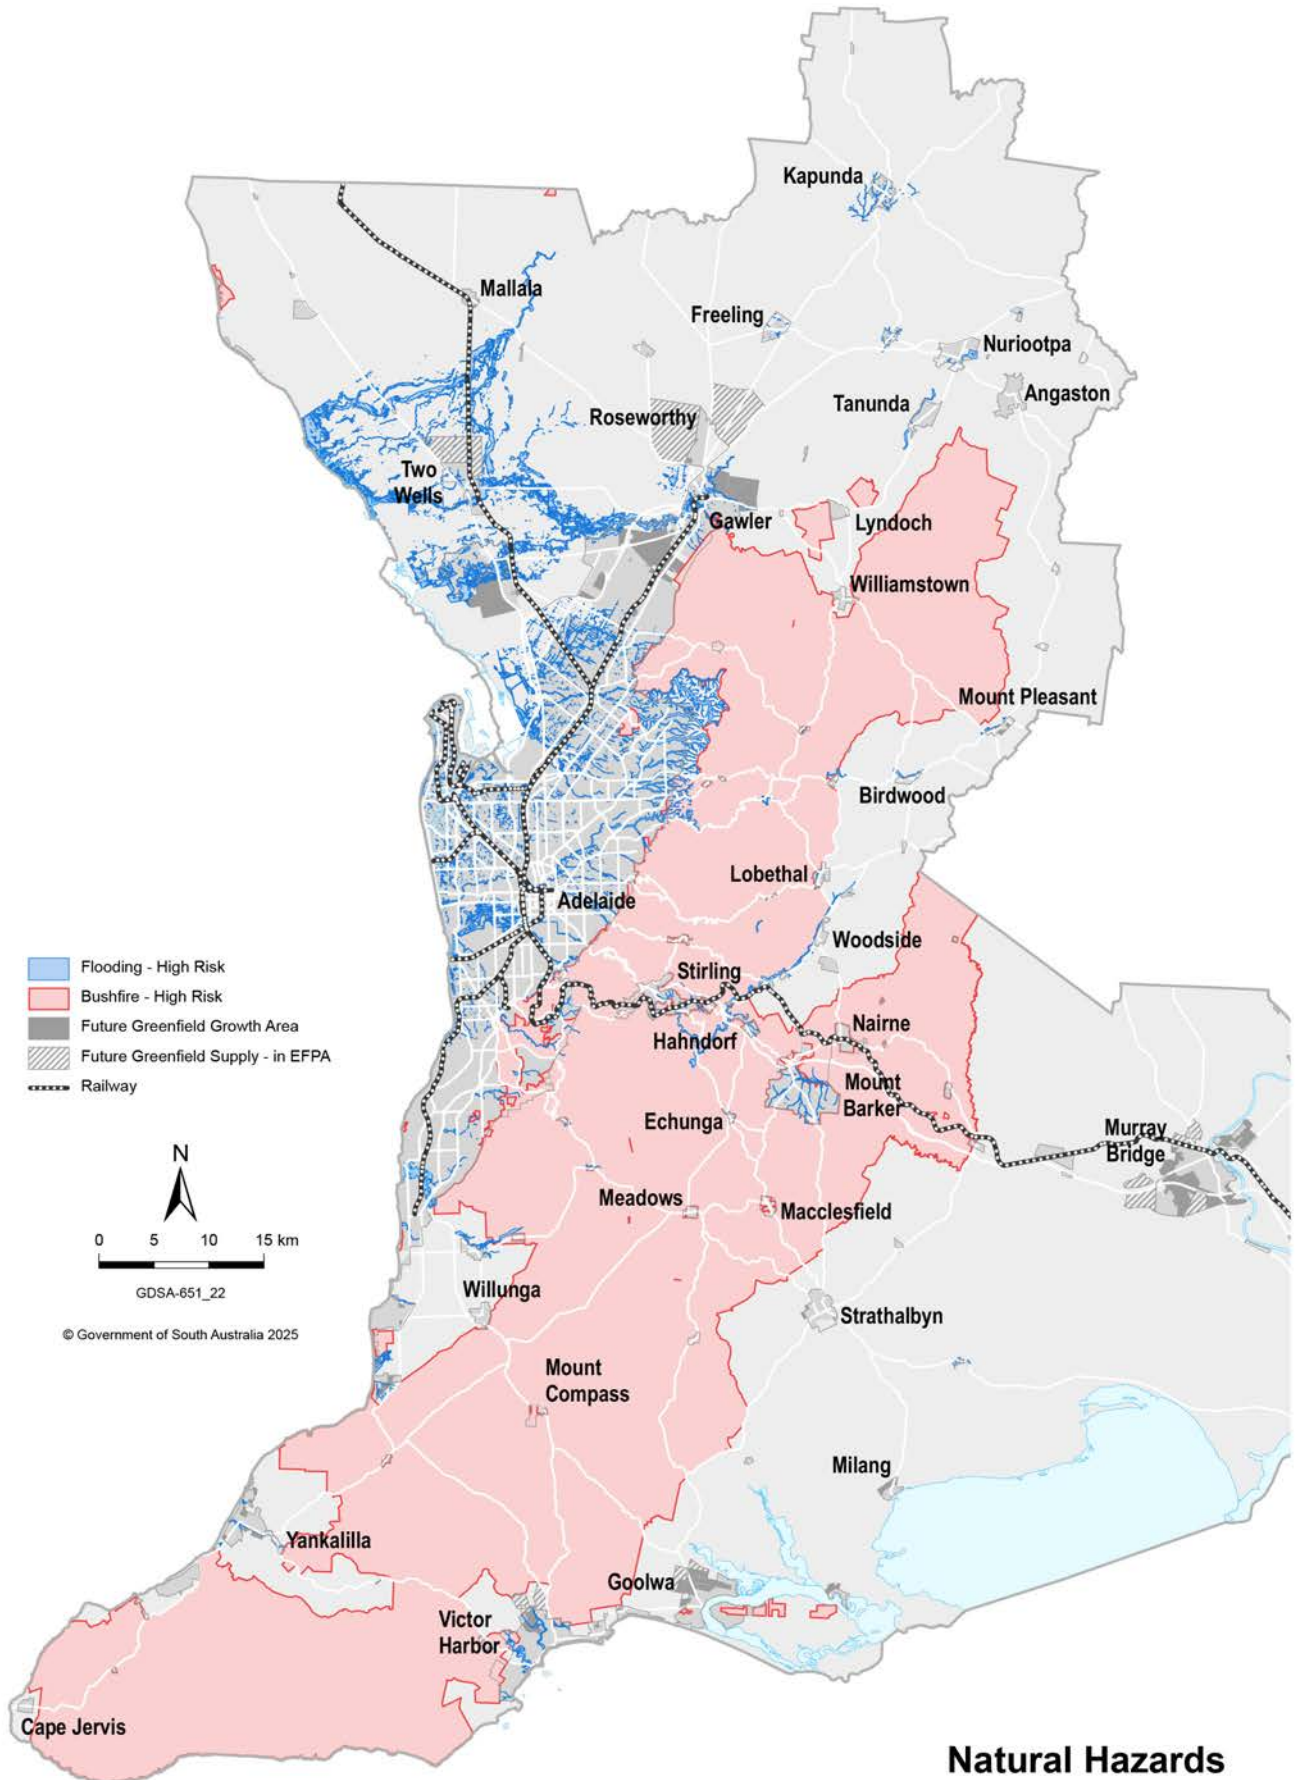 Kapunda
Mallala
Freeling
Nuriootpa
Angaston
Tanunda
Roseworthy
Two
Wells
Gawler
Lyndoch
Williamstown
Mount Pleasant
Birdwood
Lobethal
Adelaide
Woodside
Stirling
Flooding - High Risk
Bushfire - High Risk
Future Greenfield Growth Area
Future Greenfield Supply - in EFPA
Railway
Nairne
Hahndorf
Mount
Barker
Echunga
Murray
Bridge
N
Meadows
Macclesfield
0 5 10 15 km
GDSA-651_22
© Government of South Australia 2025
Willunga
Strathalbyn
Mount
Compass
Milang
Yankalilla
Goolwa
Victor
Harbor
Cape Jervis
Natural Hazards